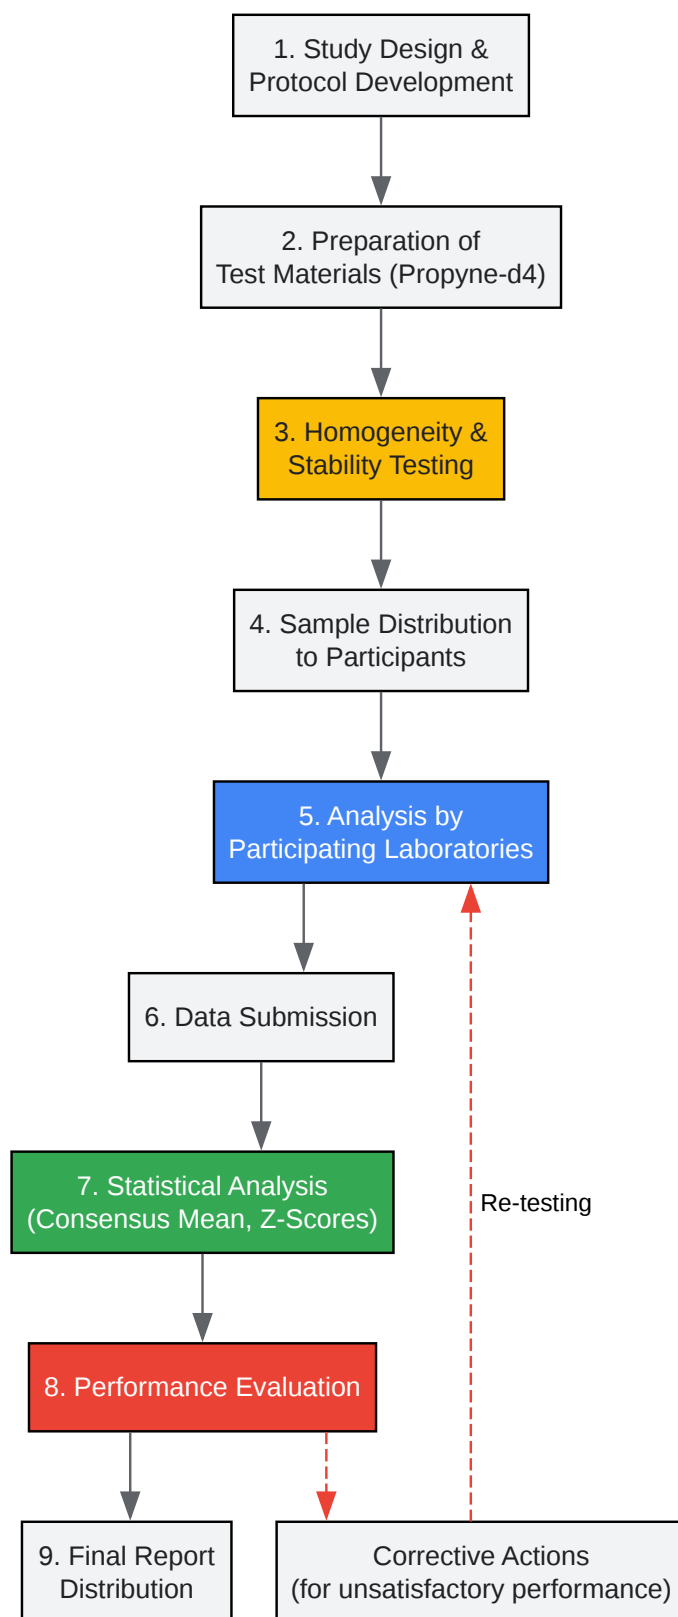 1. Study Design &
Protocol Development
2. Preparation of
Test Materials (Propyne-d4)
3. Homogeneity &
Stability Testing
4. Sample Distribution
to Participants
5. Analysis by
Participating Laboratories
6. Data Submission
7. Statistical Analysis
(Consensus Mean, Z-Scores)
Re-testing
8. Performance Evaluation
9. Final Report
Distribution
Corrective Actions
(for unsatisfactory performance)